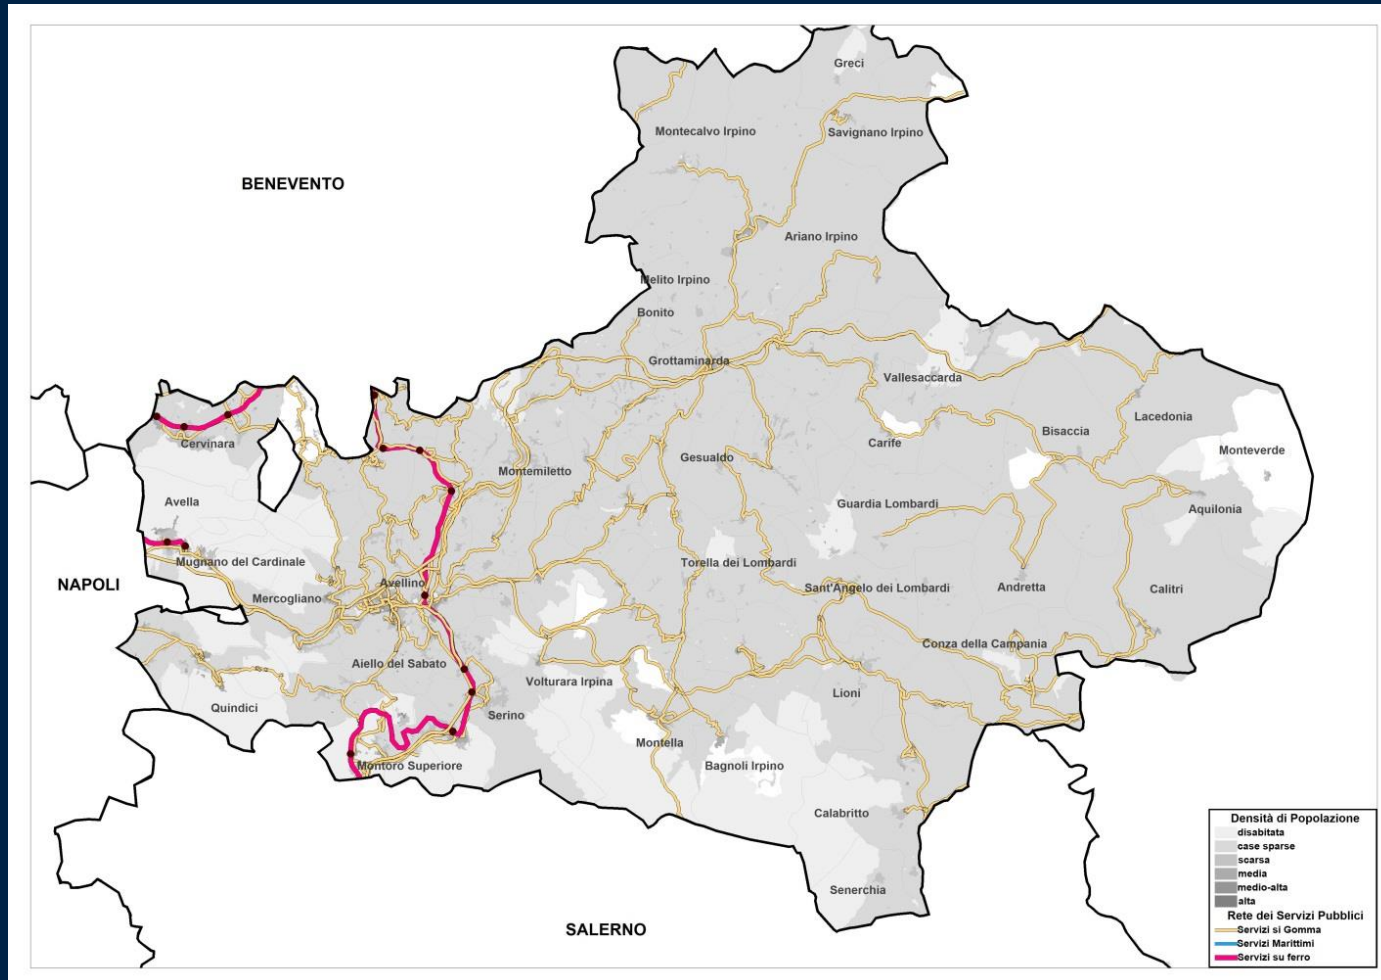 Greci
Montecalvo Irpino
Savignano Irpino
BENEVENTO
Ariano Irpino
Melito Irpino
Bonito
Grottaminarda
Vallesaccarda
Lacedonia
Bisaccia
Cervinara
Carife
Monteverde
Gesualdo
Montemiletto
Avella
Guardia Lombardi
Aquilonia
Mugnano del Cardinale
Torella dei Lombardi
NAPOLI
Avellino
Sant'Angelo dei Lombardi
Andretta
Calitri
Mercogliano
Conza della Campania
Aiello del Sabato
Volturara Irpina
Lioni
Quindici
Serino
Montella
Montoro Superiore
Bagnoli Irpino
Calabritto
Senerchia
SALERNO
Densità di Popolazione
disabitata
case sparse
scarsa
media
medio-alta
alta
Rete dei Servizi Pubblici
Servizi si Gomma
Servizi Marittimi
Servizi su ferro